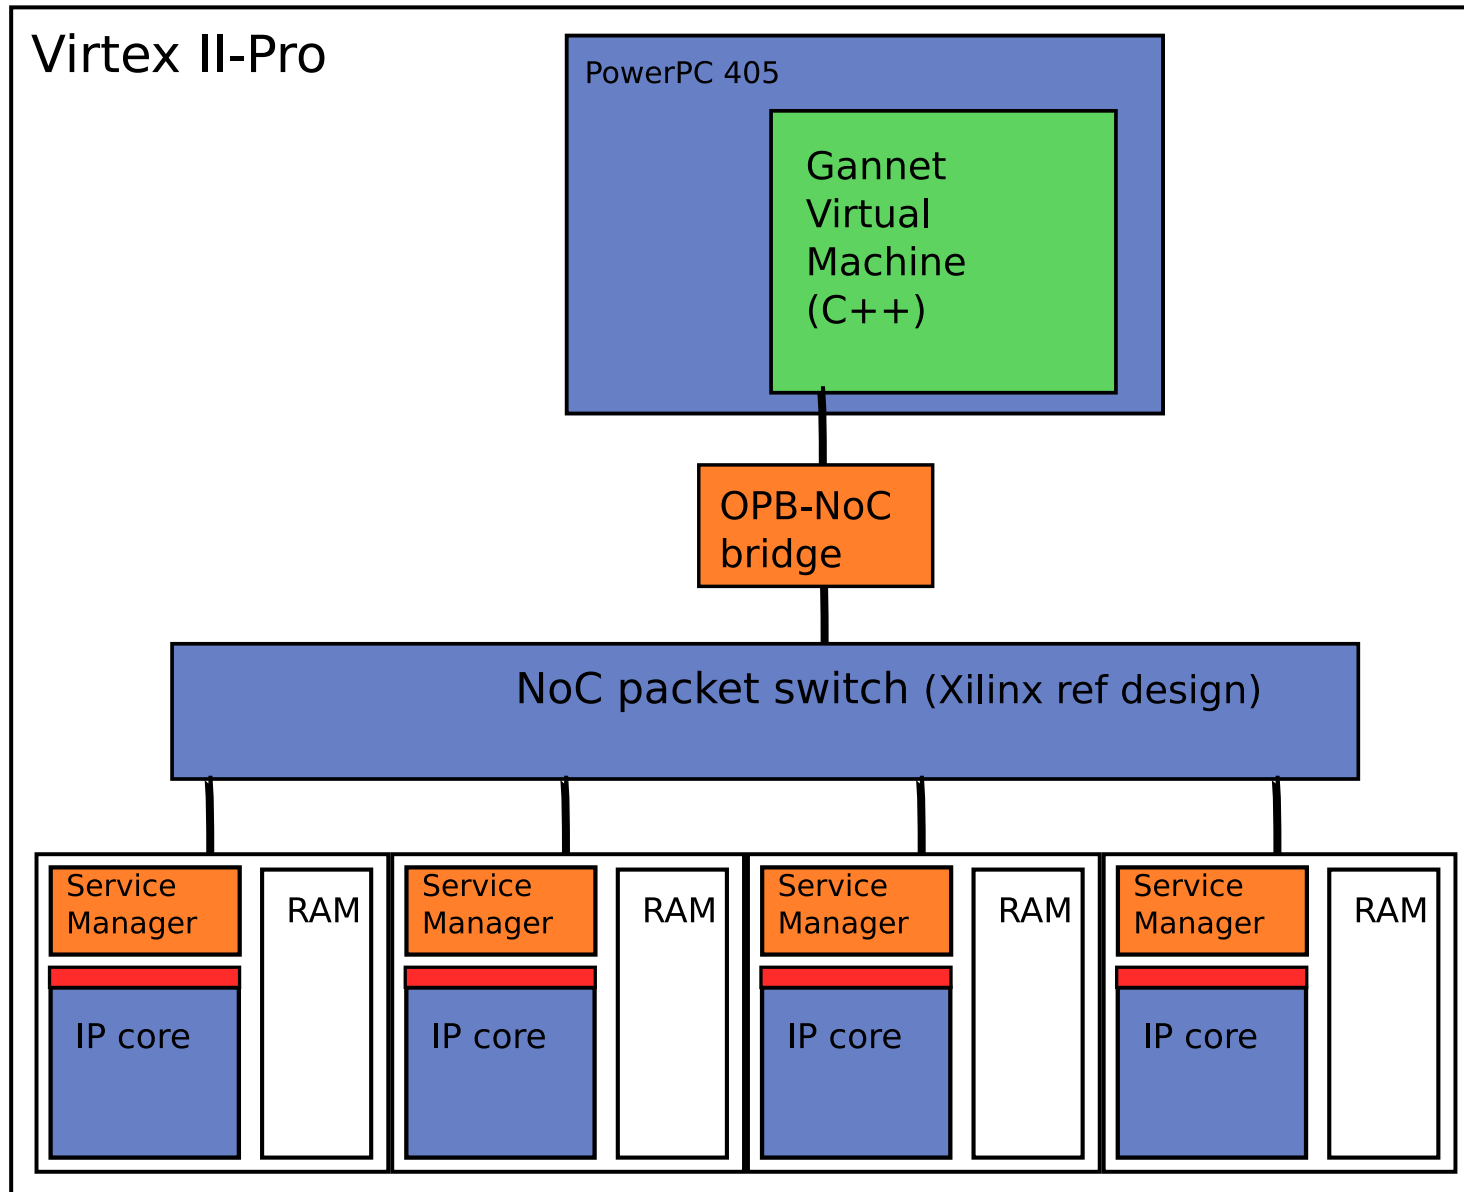 Virtex II-Pro
PowerPC 405
Gannet
Virtual
Machine
(C++)
OPB-NoC
bridge
NoC packet switch (Xilinx ref design)
Service
Manager
RAM
IP core
Service
Manager
RAM
IP core
Service
Manager
RAM
IP core
Service
Manager
RAM
IP core